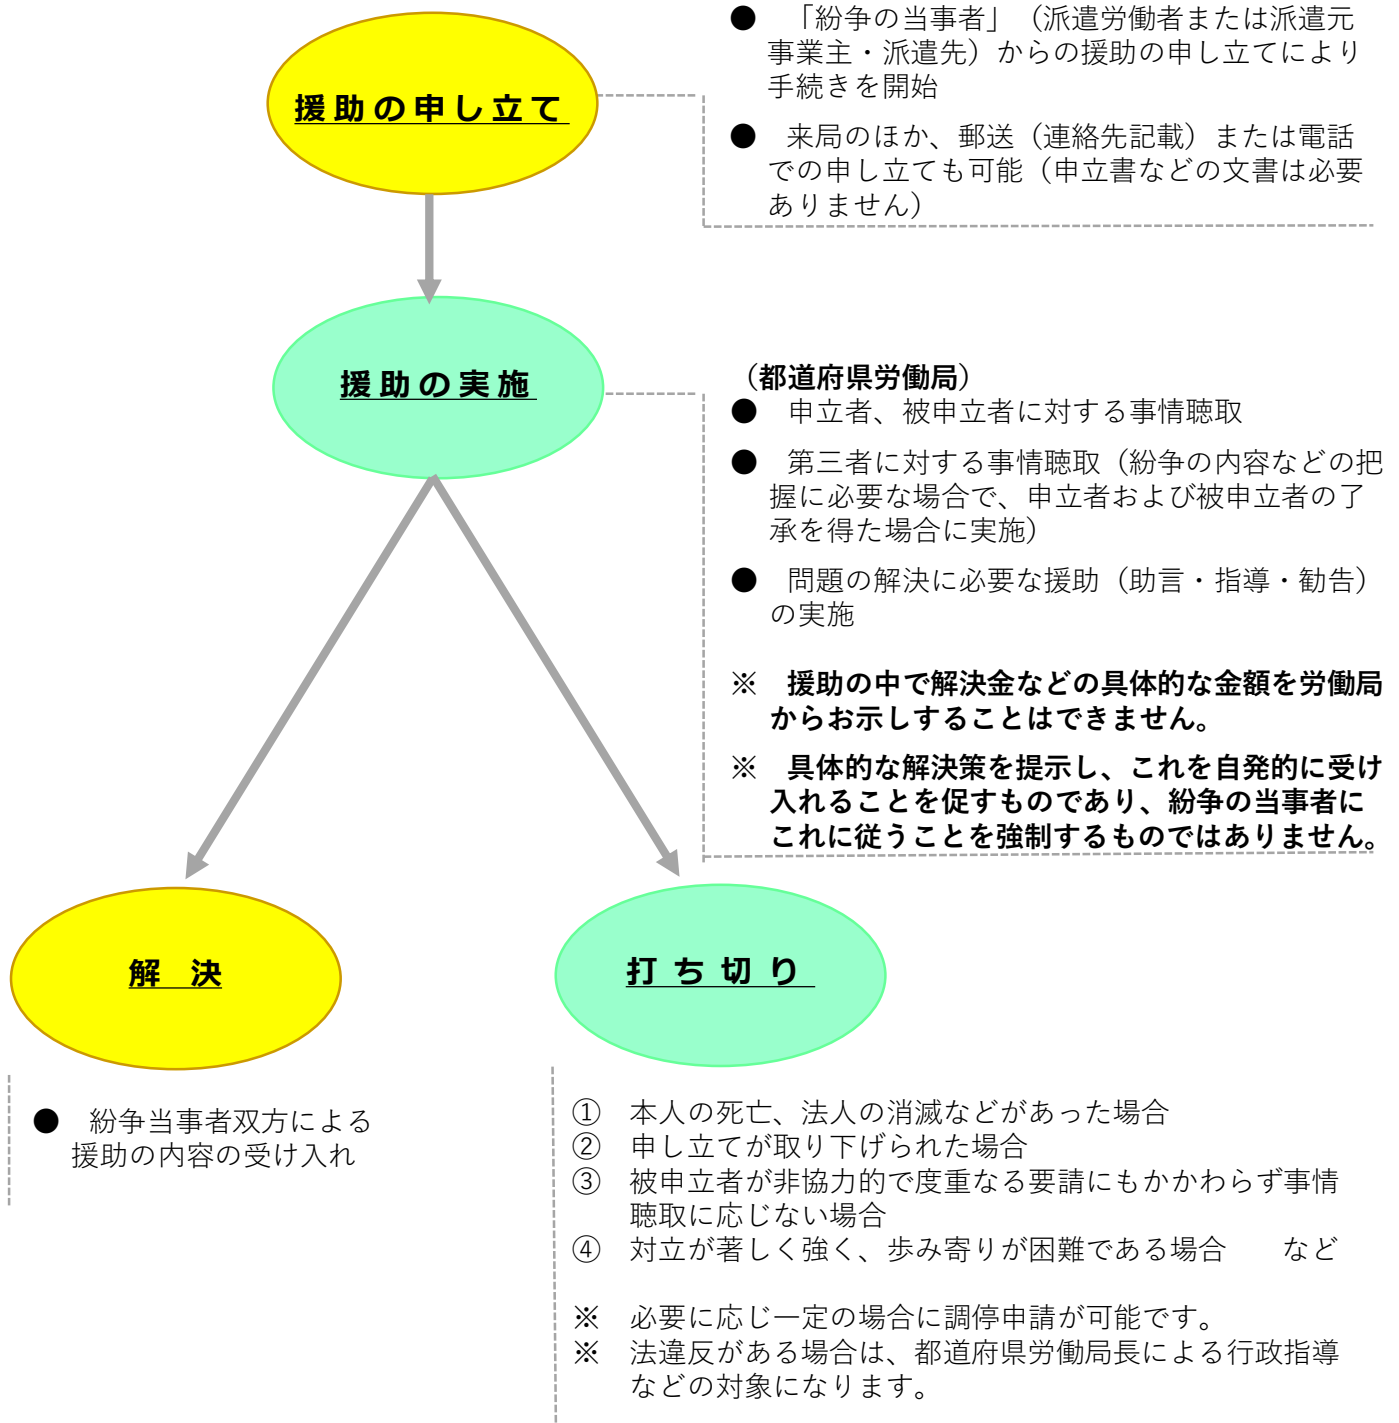 援助の申し立て
● 「紛争の当事者」（派遣労働者または派遣元
事業主・派遣先）からの援助の申し立てにより
手続きを開始
● 来局のほか、郵送（連絡先記載）または電話
での申し立ても可能（申立書などの文書は必要
ありません）
援助の実施
（都道府県労働局）
● 申立者、被申立者に対する事情聴取
● 第三者に対する事情聴取（紛争の内容などの把
握に必要な場合で、申立者および被申立者の了
承を得た場合に実施）
● 問題の解決に必要な援助（助言・指導・勧告）
の実施
※ 援助の中で解決金などの具体的な金額を労働局
からお示しすることはできません。
※ 具体的な解決策を提示し、これを自発的に受け
入れることを促すものであり、紛争の当事者に
これに従うことを強制するものではありません。
解 決
● 紛争当事者双方による
援助の内容の受け入れ
打ち切り
① 本人の死亡、法人の消滅などがあった場合
② 申し立てが取り下げられた場合
③ 被申立者が非協力的で度重なる要請にもかかわらず事情
聴取に応じない場合
④ 対立が著しく強く、歩み寄りが困難である場合 など
※ 必要に応じ一定の場合に調停申請が可能です。
※ 法違反がある場合は、都道府県労働局長による行政指導
などの対象になります。